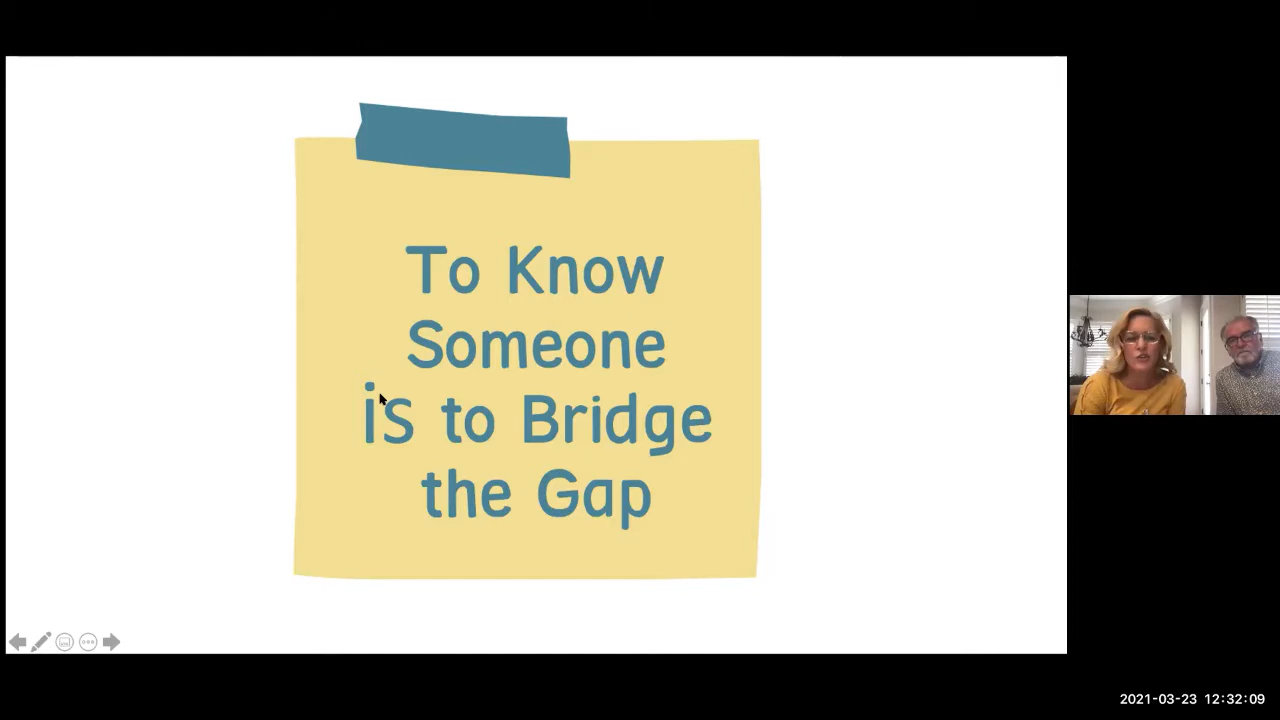 To Know
Someone
is to Bridge
the Gap
2021-03-23 12:32:09